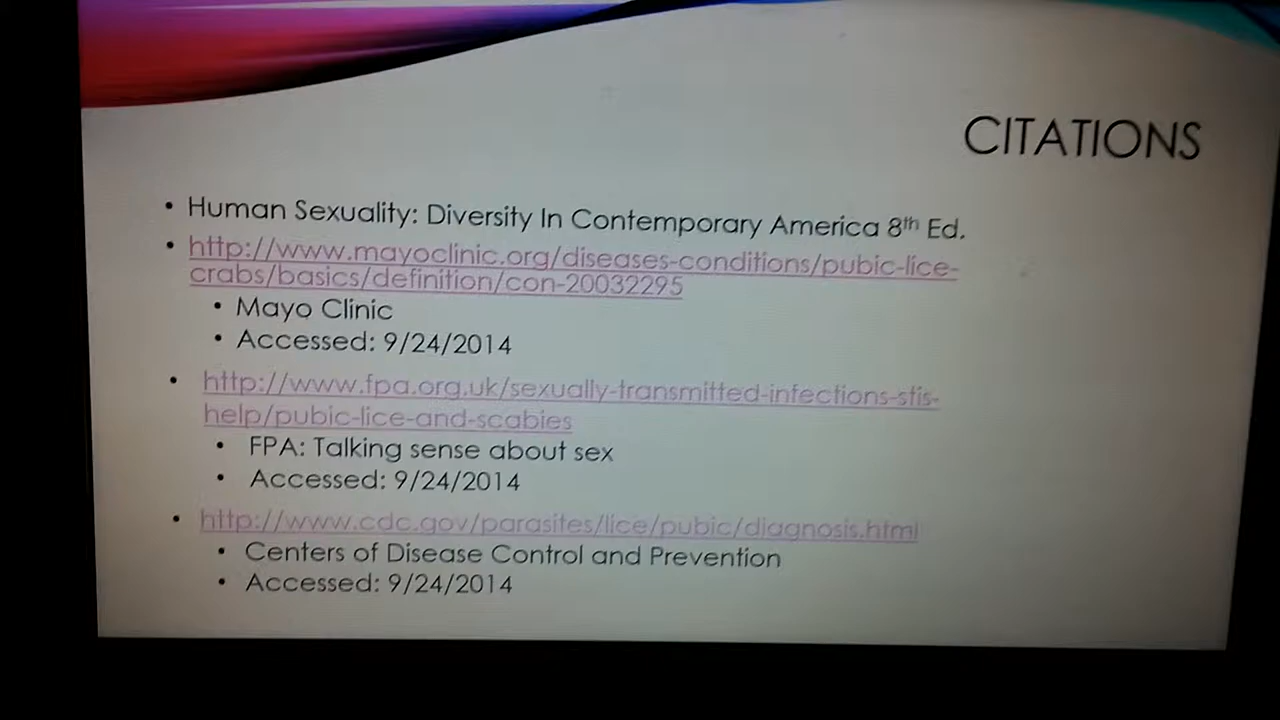 CITATIONS
• Human Sexuality: Diversity In Contemporary America 8th Ed.
• http://www.mayoclinic.org/diseases-conditions/pubic-lice-
crabs/basics/definition/con-20032295
• Mayo Clinic
• Accessed: 9/24/2014
• http://www.fpa.org.uk/sexually-transmitted-infections-stis-
help/pubic-lice-and-scabies
• FPA: Talking sense about sex
• Accessed: 9/24/2014
• http://www.cdc.gov/parasites/lice/pubic/diagnosis.html
• Centers of Disease Control and Prevention
• Accessed: 9/24/2014